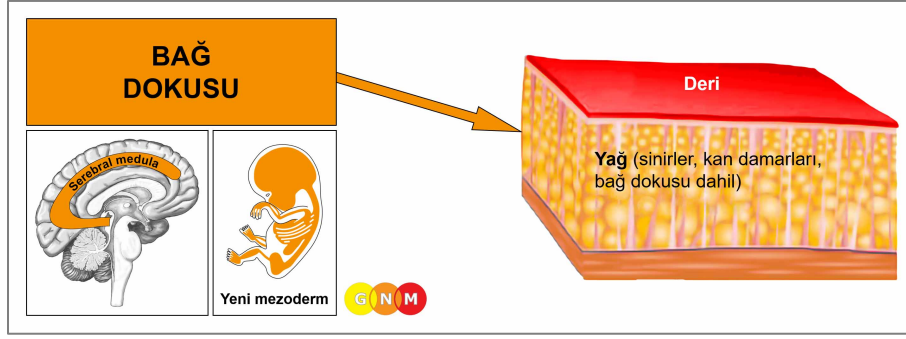 BAĞ
DOKUSU
Serebral medula
Yeni mezoderm
G N M
Deri
Yağ (sinirler, kan damarları,
bağ dokusu dahil)